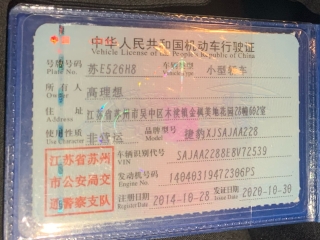 中华人民共和国机动车行驶证
Vehicle License of the People's Republic of China
号牌号码 苏E526H8 车辆类型 小型轿车
Plate No. Vehicle Type
所有人 高理想
Owner
住址 江苏省苏州市吴中区木渎镇金枫美地花园78幢602室
Address
使用性质 非营运 品牌型号 捷豹XJSAJAA228
Use Character Model
江苏省苏州 车辆识别代号 SAJAA2288E8V72539
VIN
市公安局交 发动机号码 14040319472306PS
Engine No.
通警察支队 注册日期 2014-10-28 发证日期 2020-10-30
Register Date Issue Date